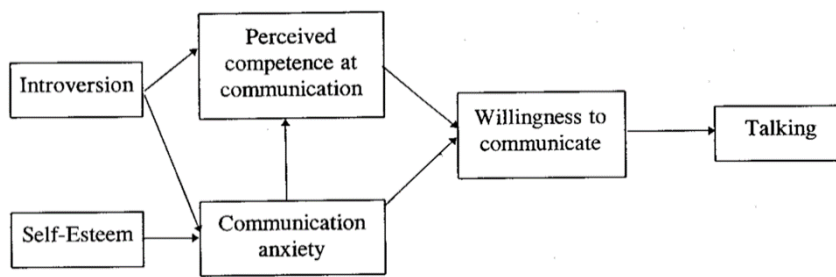 Introversion
Perceived
competence at
communication
Willingness to
communicate
Talking
Self-Esteem
Communication
anxiety